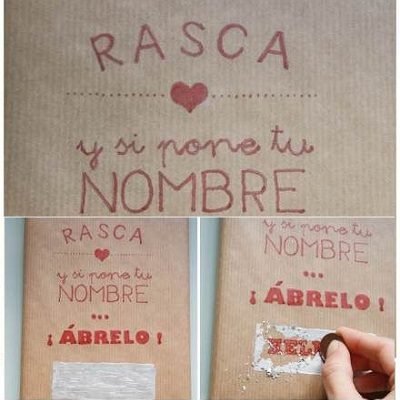 RASCA
y si pone tu
NOMBRE
RASCA
y si pone tu
NOMBRE
...
¡ÁBRELO!
y si pone tu
NOMBRE
...
¡ÁBRELO!